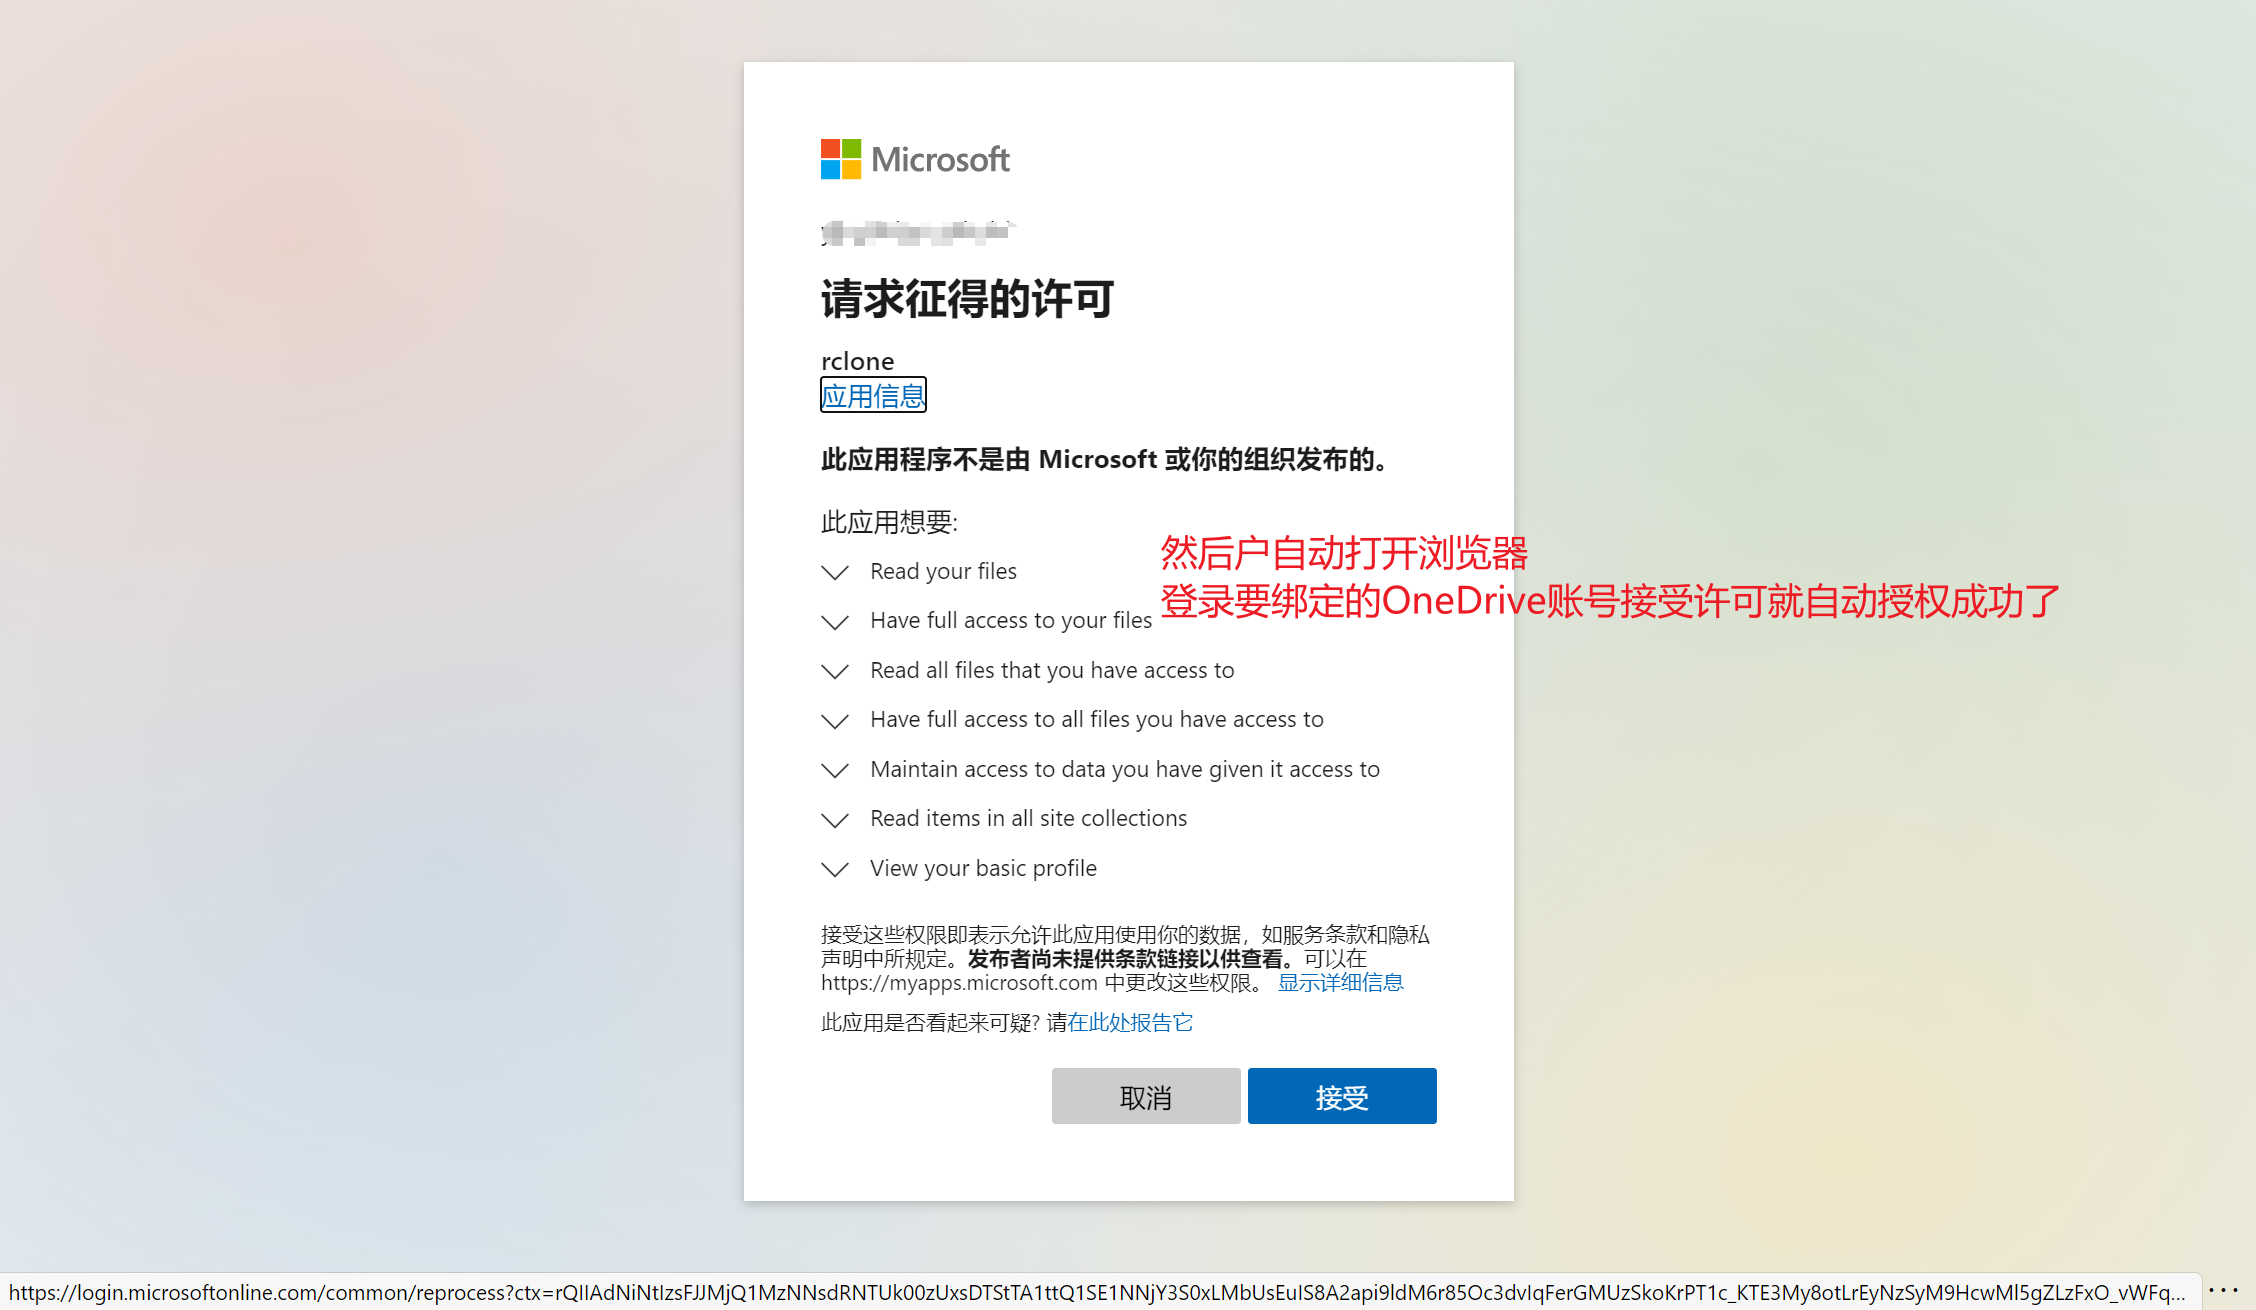 Microsoft
请求征得的许可
rclone
应用信息
此应用程序不是由 Microsoft 或你的组织发布的。
此应用想要:
然后户自动打开浏览器
登录要绑定的OneDrive账号接受许可就自动授权成功了
Read your files
Have full access to your files
Read all files that you have access to
Have full access to all files you have access to
Maintain access to data you have given it access to
Read items in all site collections
View your basic profile
接受这些权限即表示允许此应用使用你的数据，如服务条款和隐私
声明中所规定。发布者尚未提供条款链接以供查看。可以在
https://myapps.microsoft.com 中更改这些权限。 显示详细信息
此应用是否看起来可疑? 请在此处报告它
取消
接受
https://login.microsoftonline.com/common/reprocess?ctx=